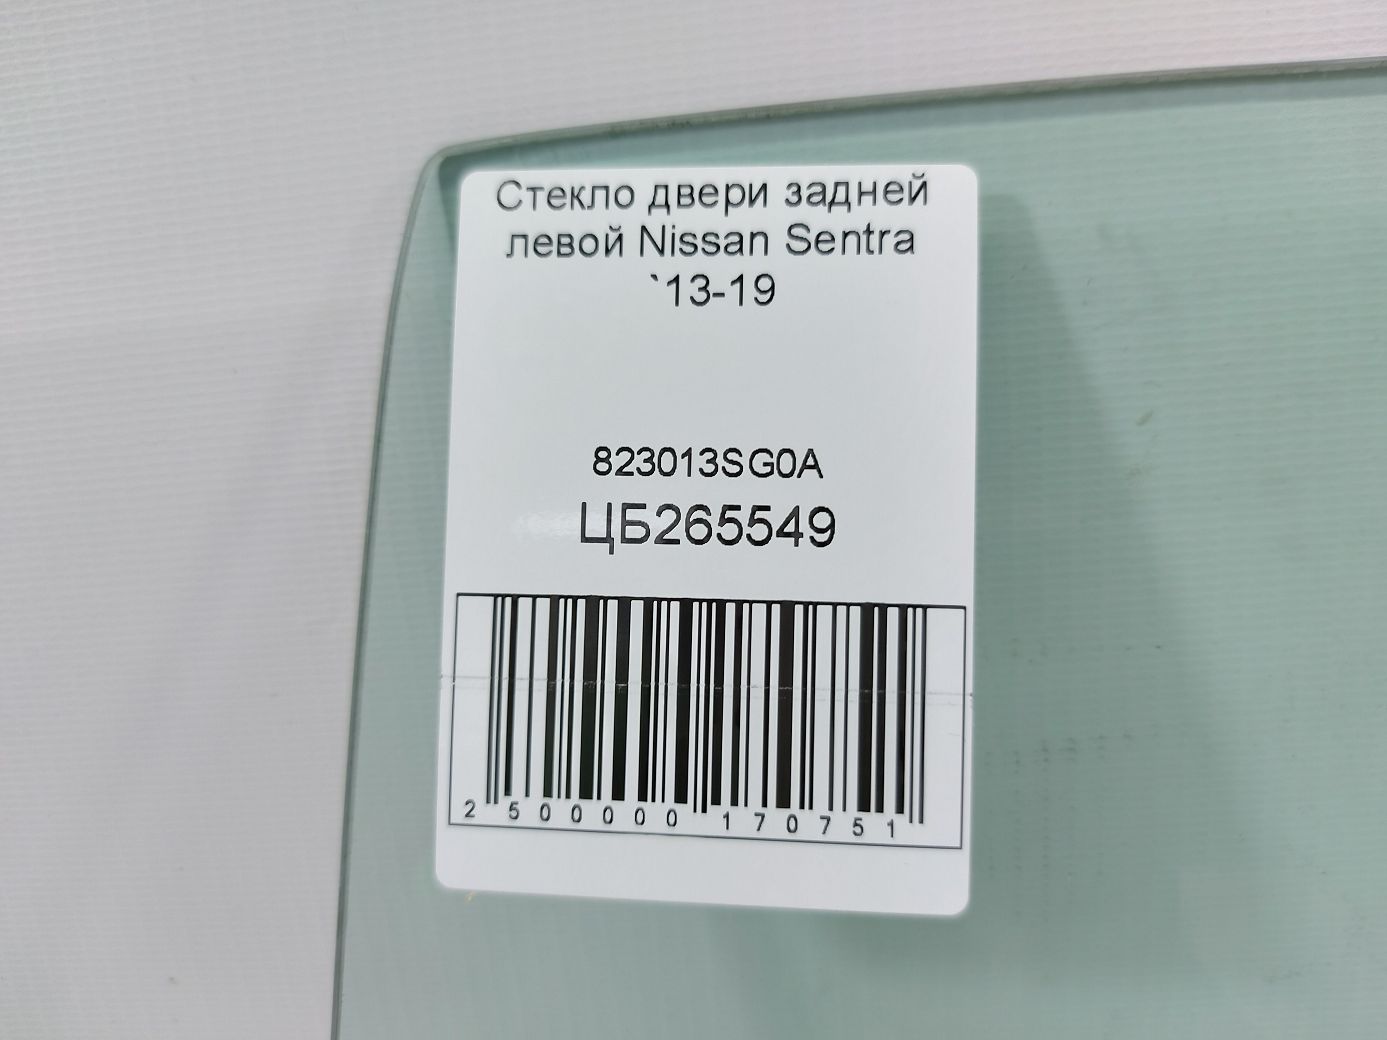 Стекло двери задней
левой Nissan Sentra
`13-19
823013SG0A
ЦБ265549
2 500000 170751